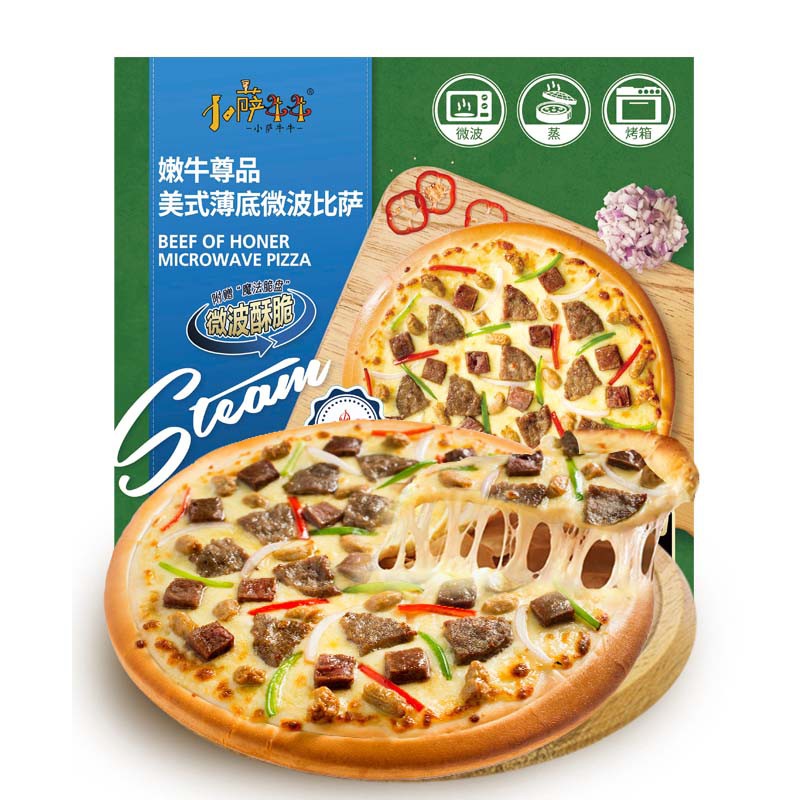 小萨牛牛®
—小萨牛牛—
嫩牛尊品
美式薄底微波比萨
BEEF OF HONER
MICROWAVE PIZZA
附赠“魔法脆盘”
微波酥脆
Steam
微波
蒸
烤箱